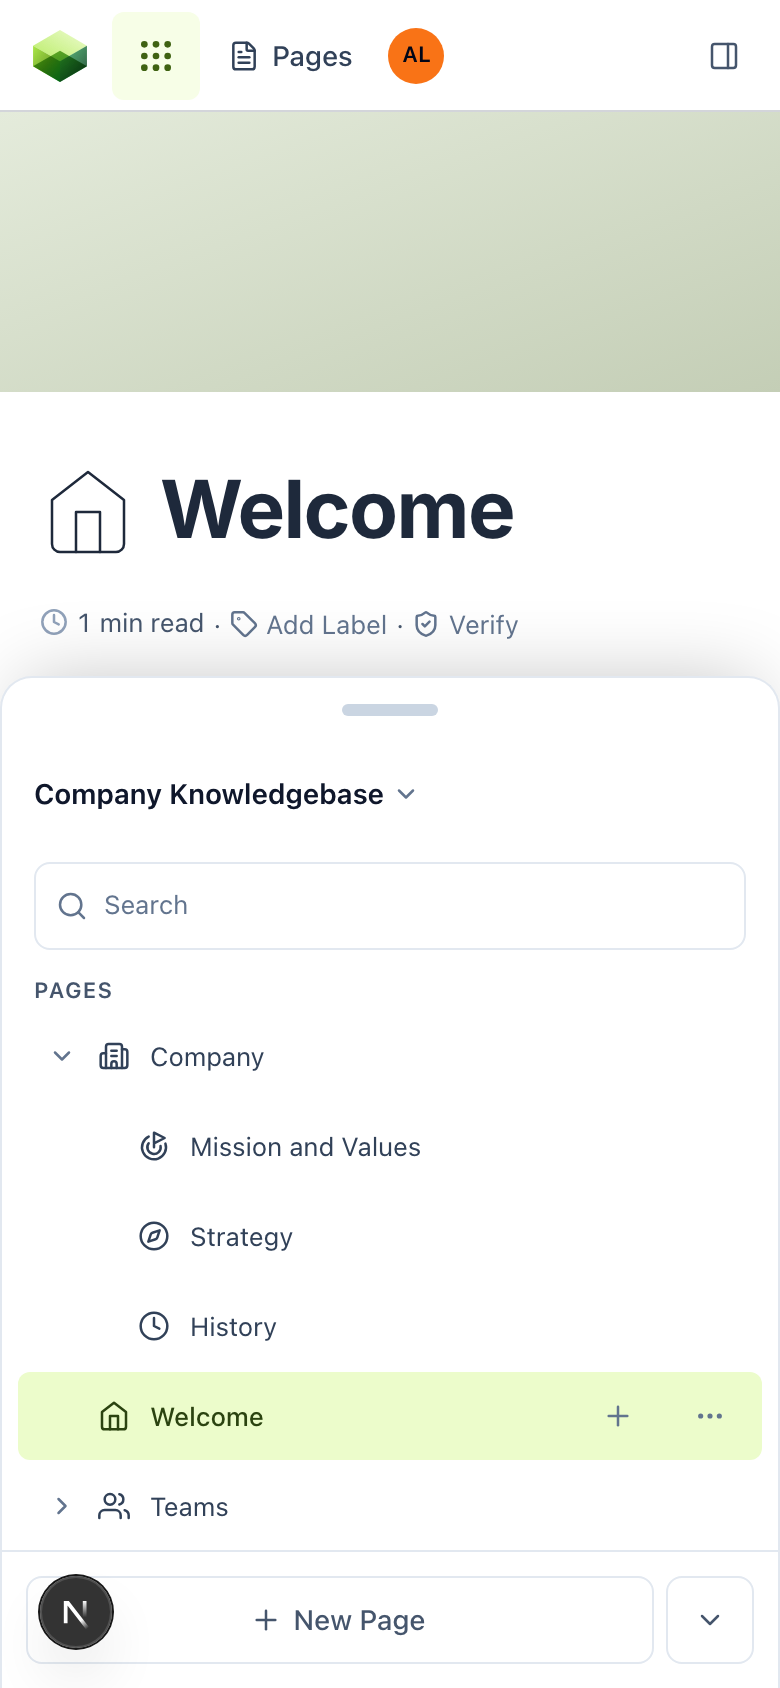 Pages AL
Welcome
1 min read · Add Label · Verify
Company Knowledgebase
Search
PAGES
Company
Mission and Values
Strategy
History
Welcome
Teams
N
New Page